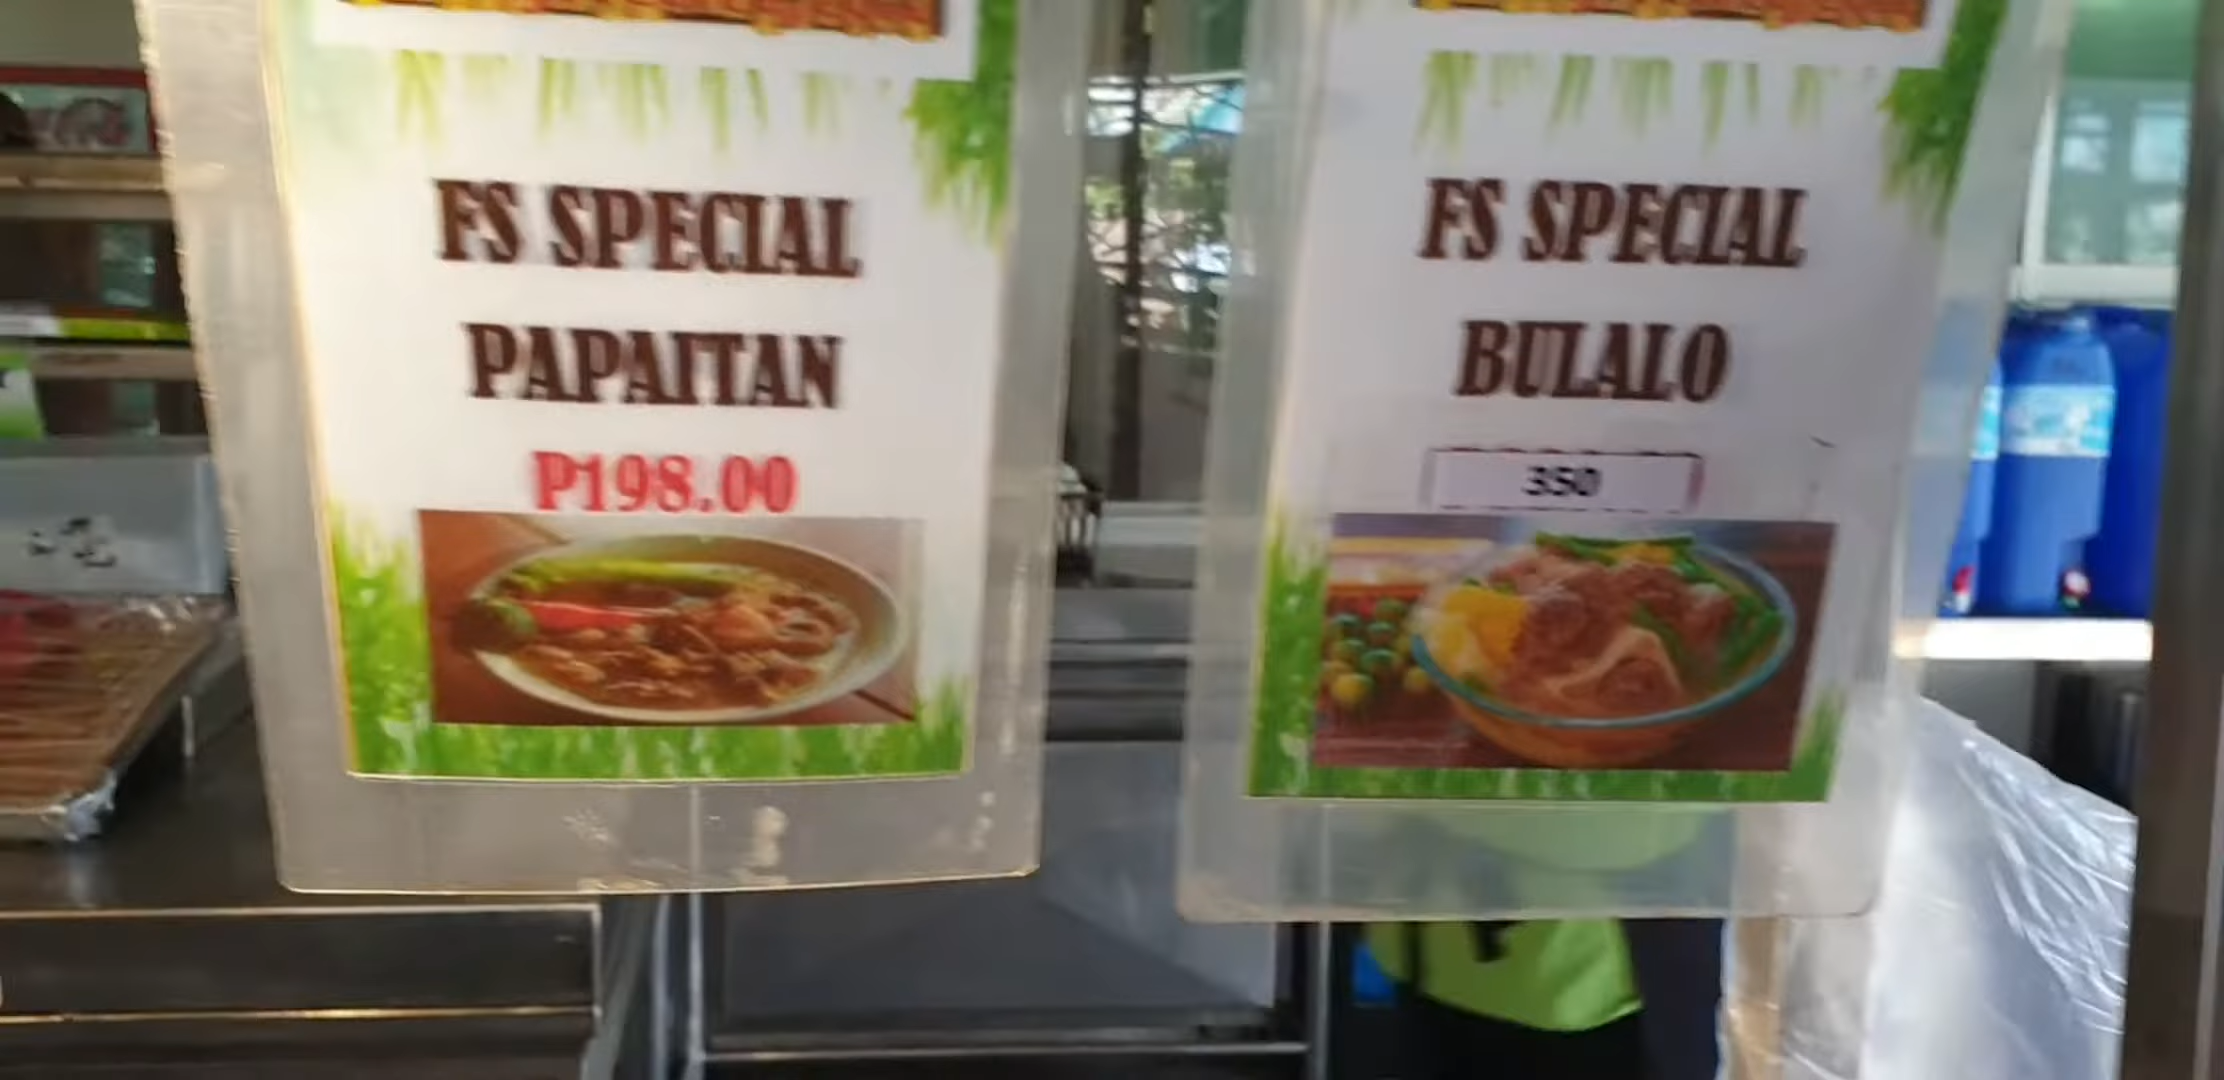 FS SPECIAL
PAPAITAN
P198.00
FS SPECIAL
BULALO
350